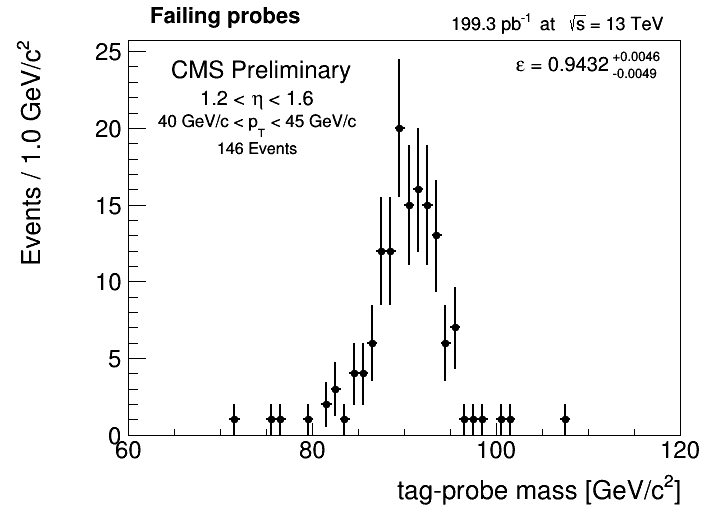 Failing probes
199.3 pb⁻¹ at √s = 13 TeV
CMS Preliminary
1.2 < η < 1.6
40 GeV/c < p_T < 45 GeV/c
146 Events
ε = 0.9432 +0.0046 -0.0049
Events / 1.0 GeV/c²
25
20
15
10
5
0
60 80 100 120
tag-probe mass [GeV/c²]